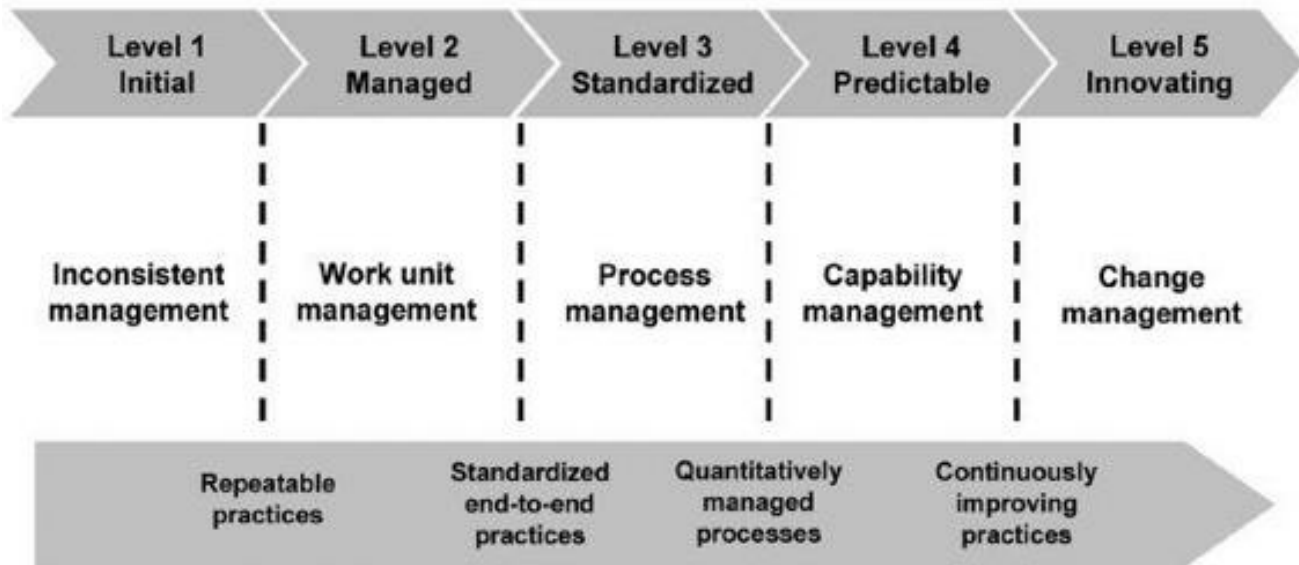 Level 1
Initial
Level 2
Managed
Level 3
Standardized
Level 4
Predictable
Level 5
Innovating
Inconsistent
management
Work unit
management
Process
management
Capability
management
Change
management
Repeatable
practices
Standardized
end-to-end
practices
Quantitatively
managed
processes
Continuously
improving
practices